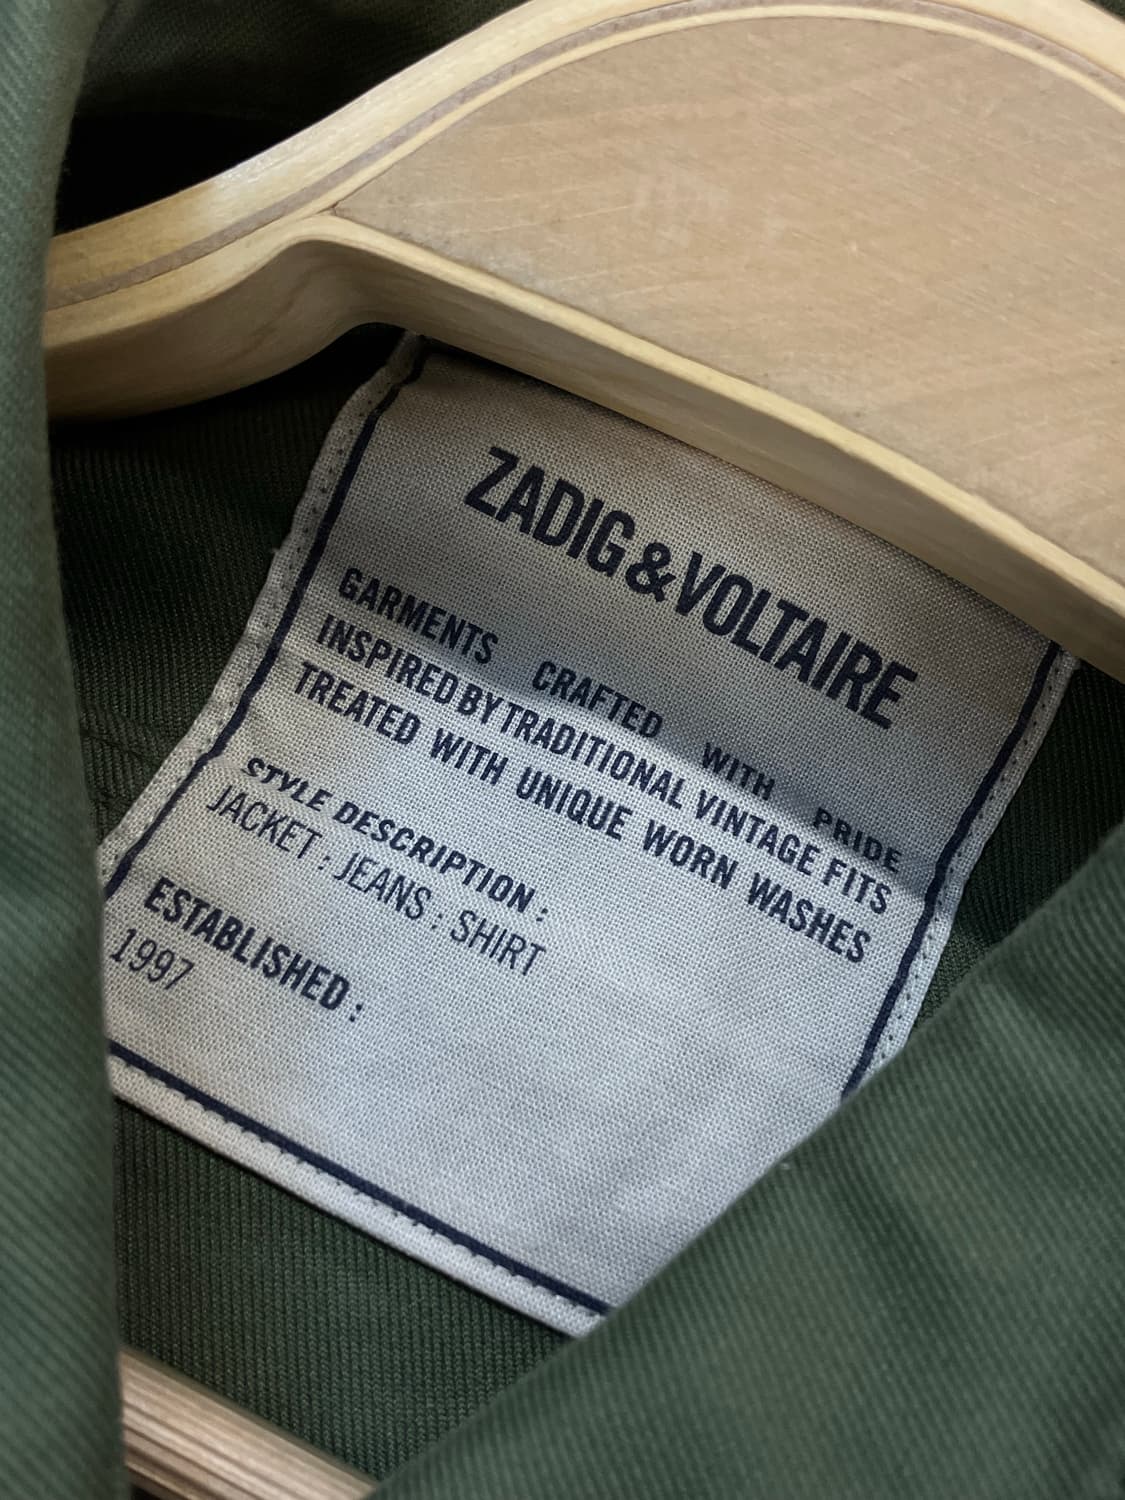 ZADIG&VOLTAIRE
GARMENTS CRAFTED WITH PRIDE
INSPIRED BY TRADITIONAL VINTAGE FITS
TREATED WITH UNIQUE WORN WASHES
STYLE DESCRIPTION :
JACKET : JEANS : SHIRT
ESTABLISHED :
1997